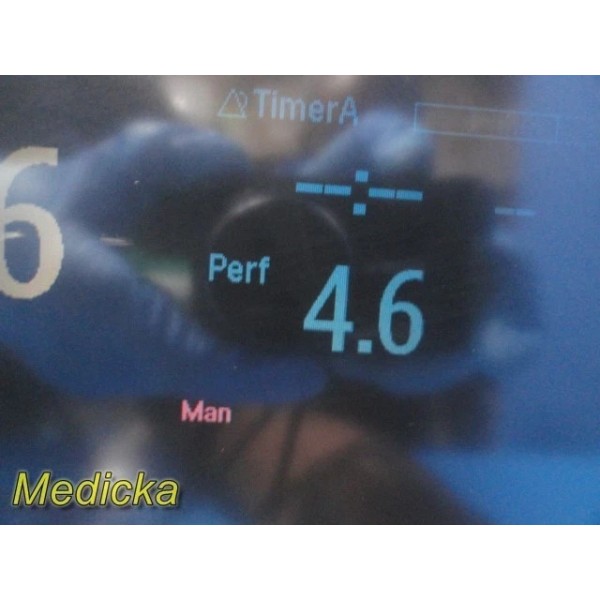 TimerA
--:--
--
6
Perf 4.6
Man
Medicka